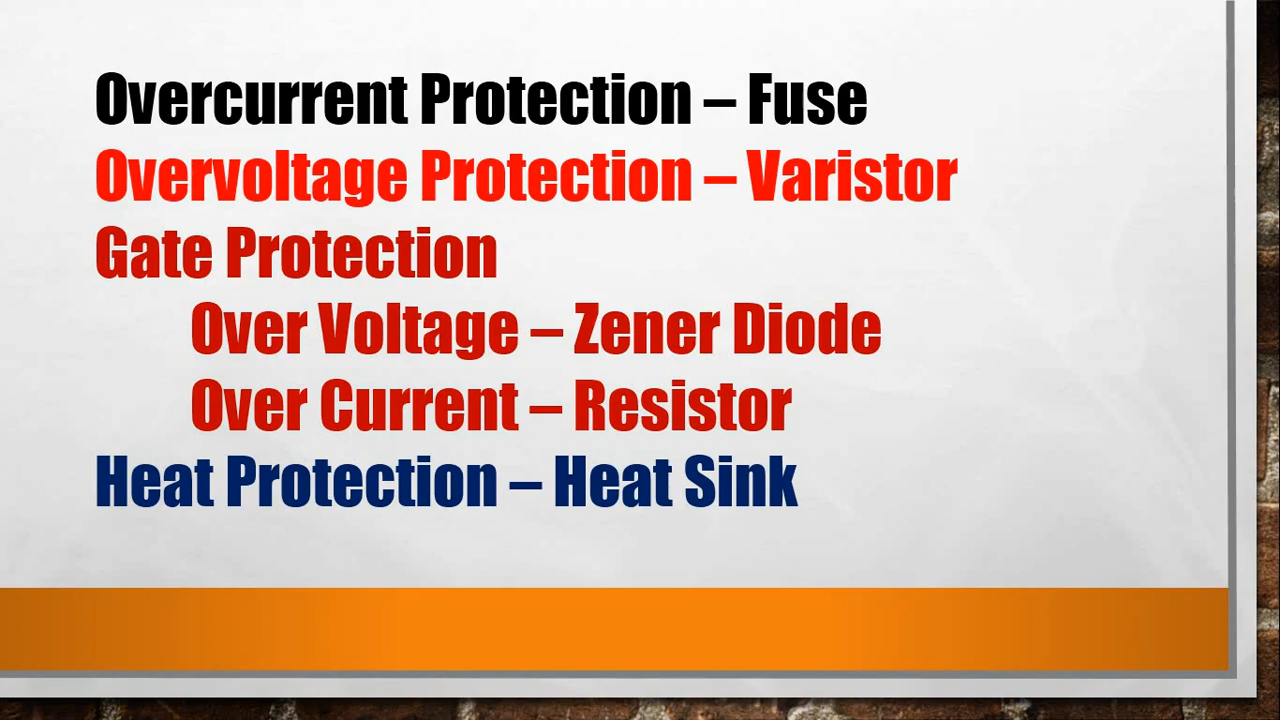 Overcurrent Protection – Fuse
Overvoltage Protection – Varistor
Gate Protection
Over Voltage – Zener Diode
Over Current – Resistor
Heat Protection – Heat Sink